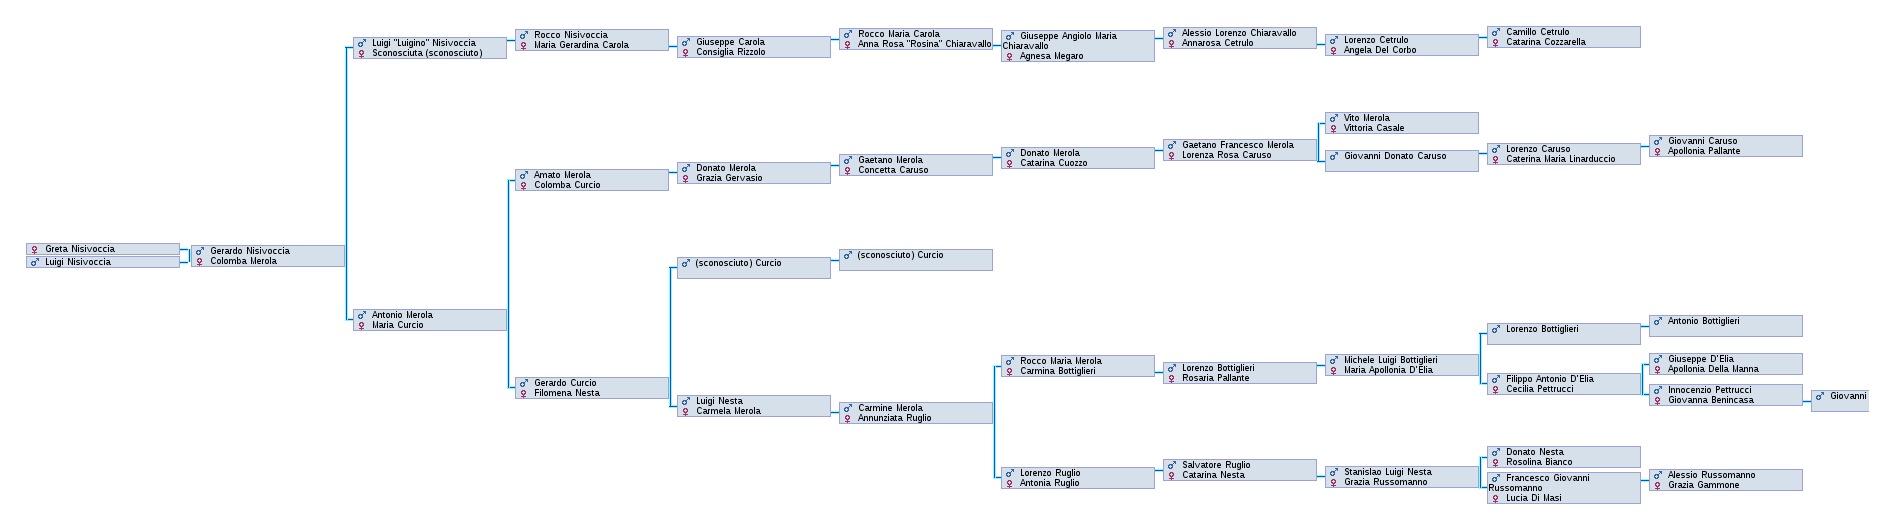 Greta Nisivoccia
Luigi Nisivoccia
Gerardo Nisivoccia
Colomba Merola
Luigi "Luigino" Nisivoccia
Sconosciuta (sconosciuto)
Antonio Merola
Maria Curcio
Rocco Nisivoccia
Maria Gerardina Carola
Amato Merola
Colomba Curcio
Gerardo Curcio
Filomena Nesta
Giuseppe Carola
Consiglia Rizzolo
Donato Merola
Grazia Gervasio
(sconosciuto) Curcio
Luigi Nesta
Carmela Merola
Rocco Maria Carola
Anna Rosa "Rosina" Chiaravallo
Gaetano Merola
Concetta Caruso
(sconosciuto) Curcio
Carmine Merola
Annunziata Ruglio
Giuseppe Angiolo Maria
Chiaravallo
Agnesa Megaro
Donato Merola
Catarina Cuozzo
Rocco Maria Merola
Carmina Bottiglieri
Lorenzo Ruglio
Antonia Ruglio
Alessio Lorenzo Chiaravallo
Annarosa Cetrulo
Gaetano Francesco Merola
Lorenza Rosa Caruso
Lorenzo Bottiglieri
Rosaria Pallante
Salvatore Ruglio
Catarina Nesta
Lorenzo Cetrulo
Angela Del Corbo
Vito Merola
Vittoria Casale
Giovanni Donato Caruso
Michele Luigi Bottiglieri
Maria Apollonia D'Elia
Stanislao Luigi Nesta
Grazia Russomanno
Camillo Cetrulo
Catarina Cozzarella
Lorenzo Caruso
Caterina Maria Linarduccio
Lorenzo Bottiglieri
Filippo Antonio D'Elia
Cecilia Pettrucci
Donato Nesta
Rosolina Bianco
Francesco Giovanni
Russomanno
Lucia Di Masi
Giovanni Caruso
Apollonia Pallante
Antonio Bottiglieri
Giuseppe D'Elia
Apollonia Della Manna
Innocenzio Pettrucci
Giovanna Benincasa
Alessio Russomanno
Grazia Gammone
Giovanni